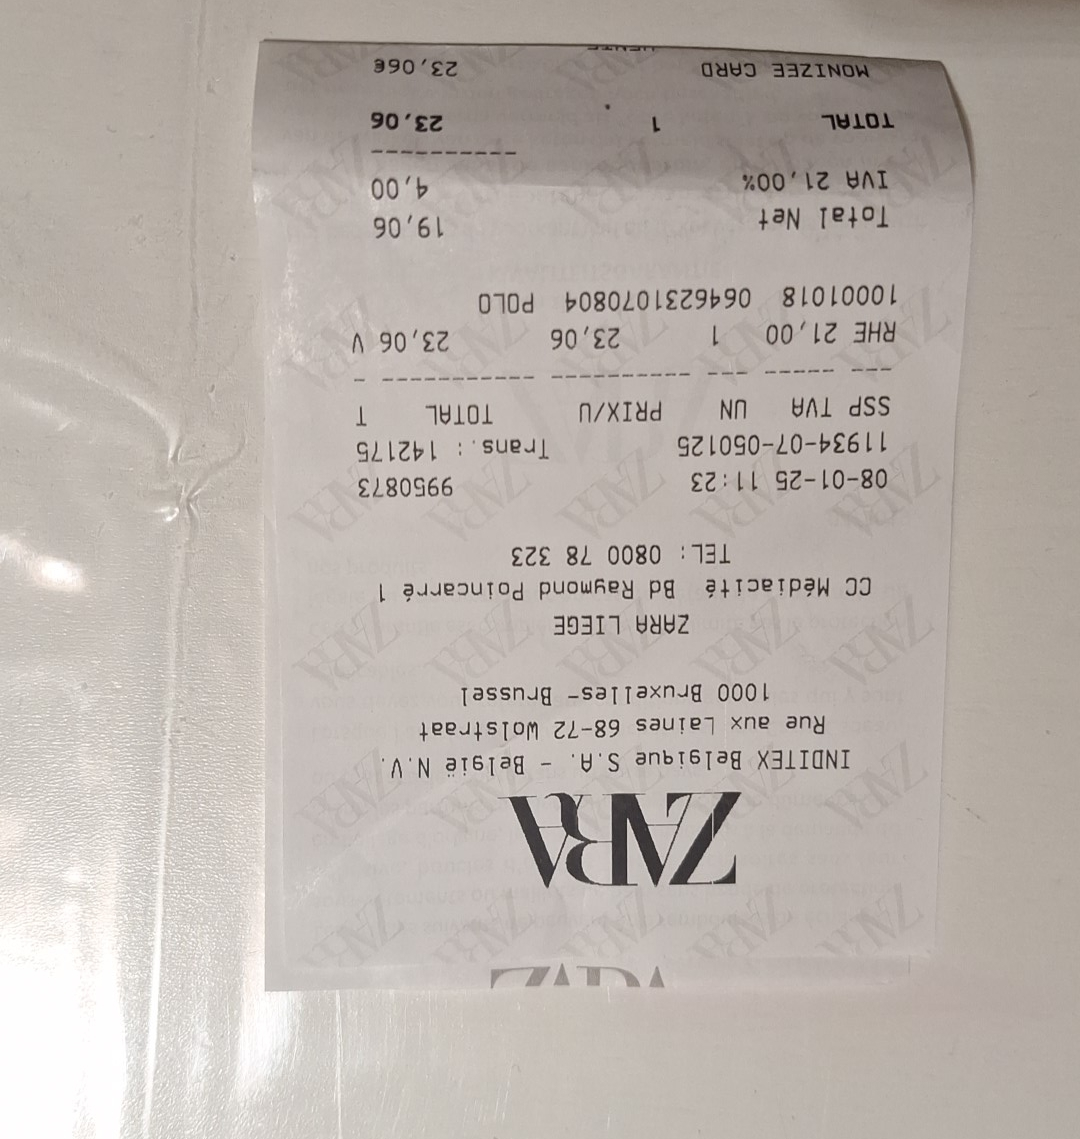 ZARA
INDITEX Belgique S.A. - België N.V.
Rue aux Laines 68-72 Wolstraat
1000 Bruxelles- Brussel
ZARA LIEGE
CC Médiacité Bd Raymond Poincarré 1
TEL: 0800 78 323
08-01-25 11:23 9950873
11934-07-050125 Trans.: 142175
SSP TVA UN PRIX/U TOTAL T
--- ------ --- ---------- ----------- -
RHE 21,00 1 23,06 23,06 V
10001018 0646231070804 POLO
Total Net 19,06
IVA 21,00% 4,00
----------
TOTAL 1 23,06
MONIZEE CARD 23,06€